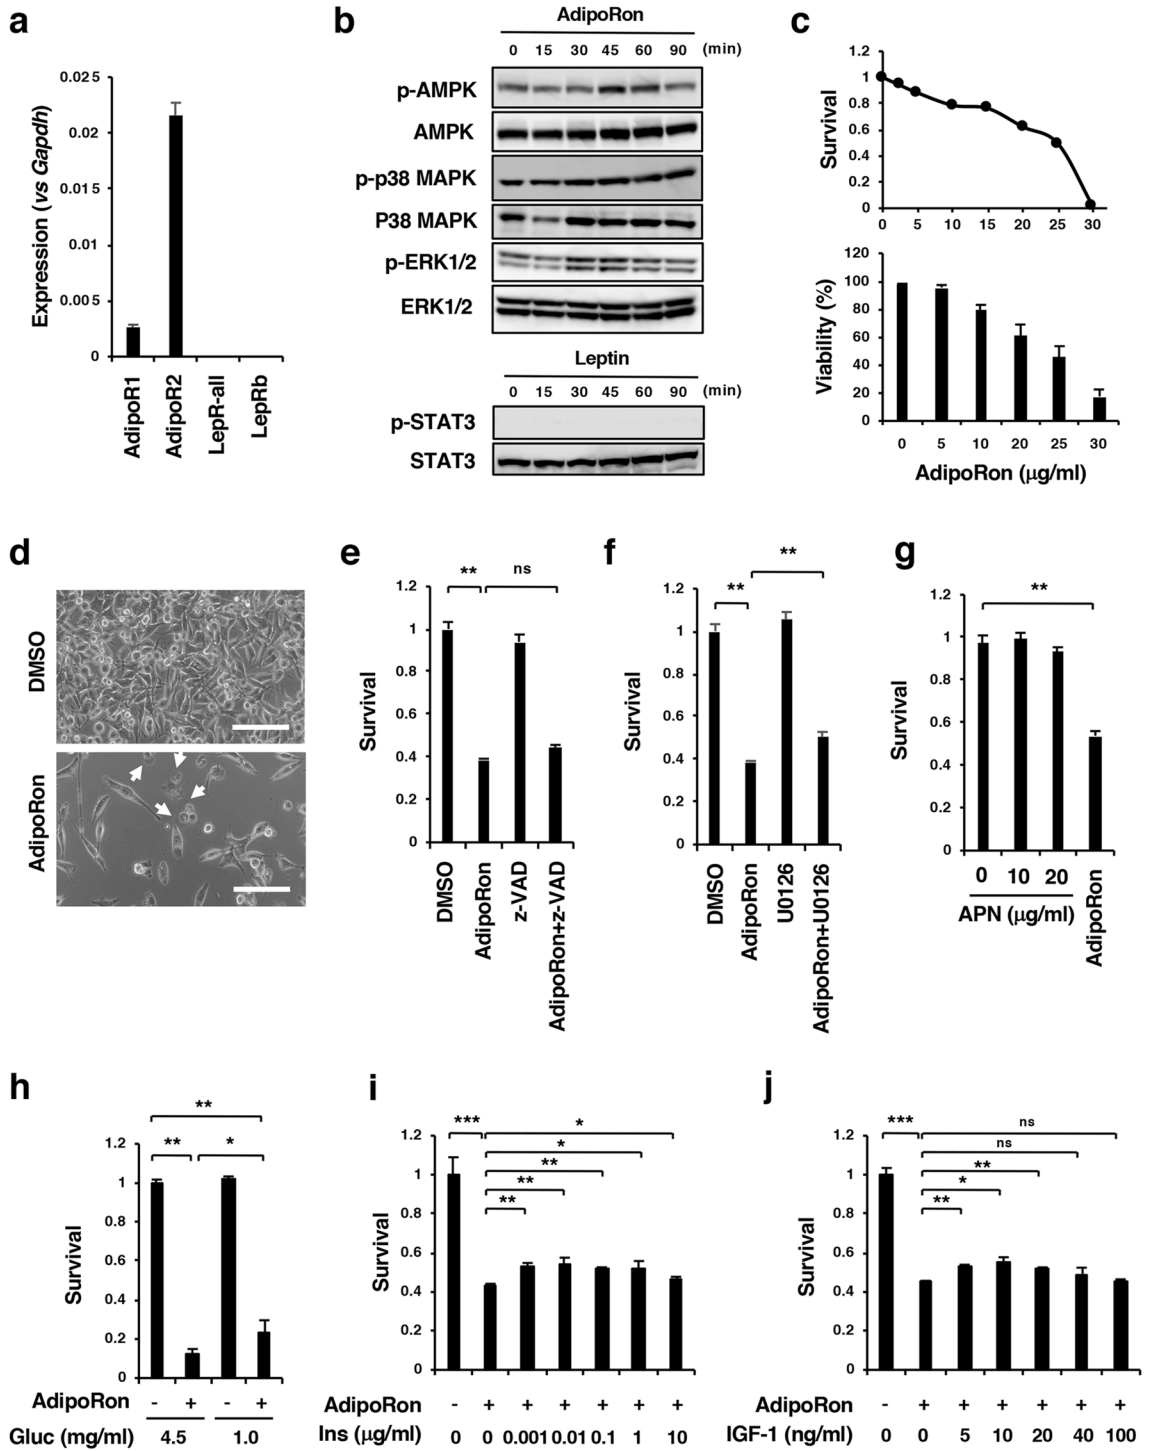 a
Expression (vs Gapdh)
0.025
0.02
0.015
0.01
0.005
0
AdipoR1
AdipoR2
LepR-all
LepRb
b
AdipoRon
0 15 30 45 60 90 (min)
p-AMPK
AMPK
p-p38 MAPK
P38 MAPK
p-ERK1/2
ERK1/2
Leptin
0 15 30 45 60 90 (min)
p-STAT3
STAT3
c
Survival
1.2
1
0.8
0.6
0.4
0.2
0
0 5 10 15 20 25 30
Viability (%)
120
100
80
60
40
20
0
0 5 10 20 25 30
AdipoRon (μg/ml)
d
DMSO
AdipoRon
e
** ns
Survival
1.2
1
0.8
0.6
0.4
0.2
0
DMSO
AdipoRon
z-VAD
AdipoRon+z-VAD
f
**
**
Survival
1.2
1
0.8
0.6
0.4
0.2
0
DMSO
AdipoRon
U0126
AdipoRon+U0126
g
**
Survival
1.2
1
0.8
0.6
0.4
0.2
0
0 10 20
APN (μg/ml)
AdipoRon
h
**
** *
Survival
1.2
1
0.8
0.6
0.4
0.2
0
AdipoRon - + - +
Gluc (mg/ml) 4.5 1.0
i
*** *
*
**
**
**
Survival
1.2
1
0.8
0.6
0.4
0.2
0
AdipoRon - + + + + + +
Ins (μg/ml) 0 0 0.001 0.01 0.1 1 10
j
*** ns
ns
**
*
**
Survival
1.2
1
0.8
0.6
0.4
0.2
0
AdipoRon - + + + + + +
IGF-1 (ng/ml) 0 0 5 10 20 40 100